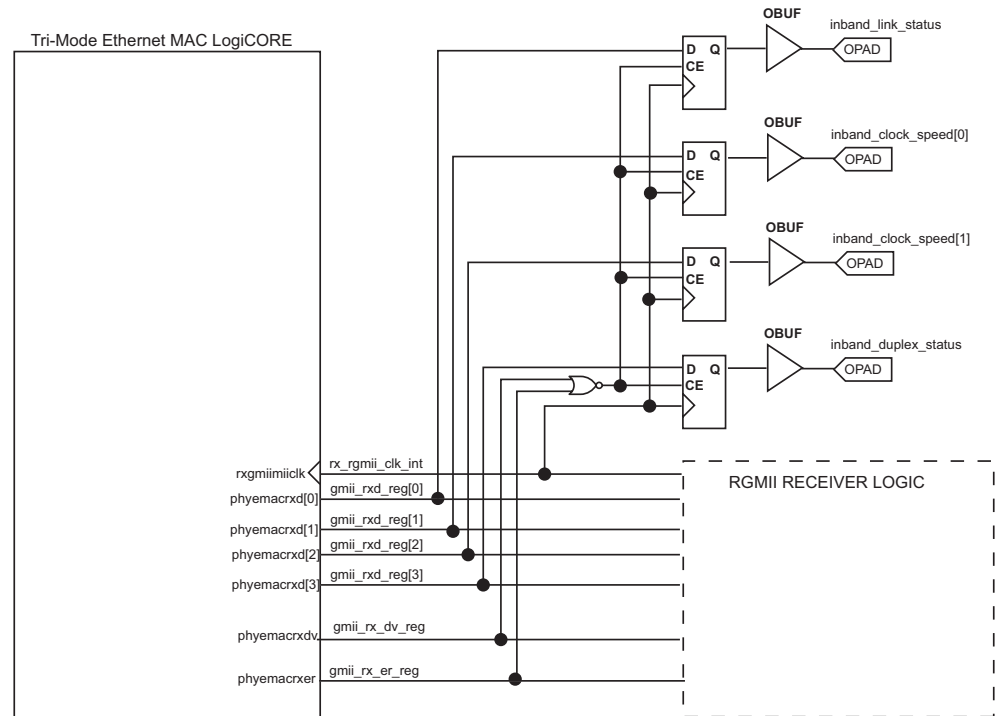 OBUF
inband_link_status
Tri-Mode Ethernet MAC LogiCORE
D Q
OPAD
CE
OBUF
inband_clock_speed[0]
D Q
OPAD
CE
OBUF
inband_clock_speed[1]
D Q
OPAD
CE
OBUF
inband_duplex_status
D Q
OPAD
CE
rxgmiimiiclk
rx_rgmii_clk_int
RGMII RECEIVER LOGIC
phyemacrxd[0]
gmii_rxd_reg[0]
phyemacrxd[1]
gmii_rxd_reg[1]
phyemacrxd[2]
gmii_rxd_reg[2]
phyemacrxd[3]
gmii_rxd_reg[3]
phyemacrxdv
gmii_rx_dv_reg
phyemacrxer
gmii_rx_er_reg